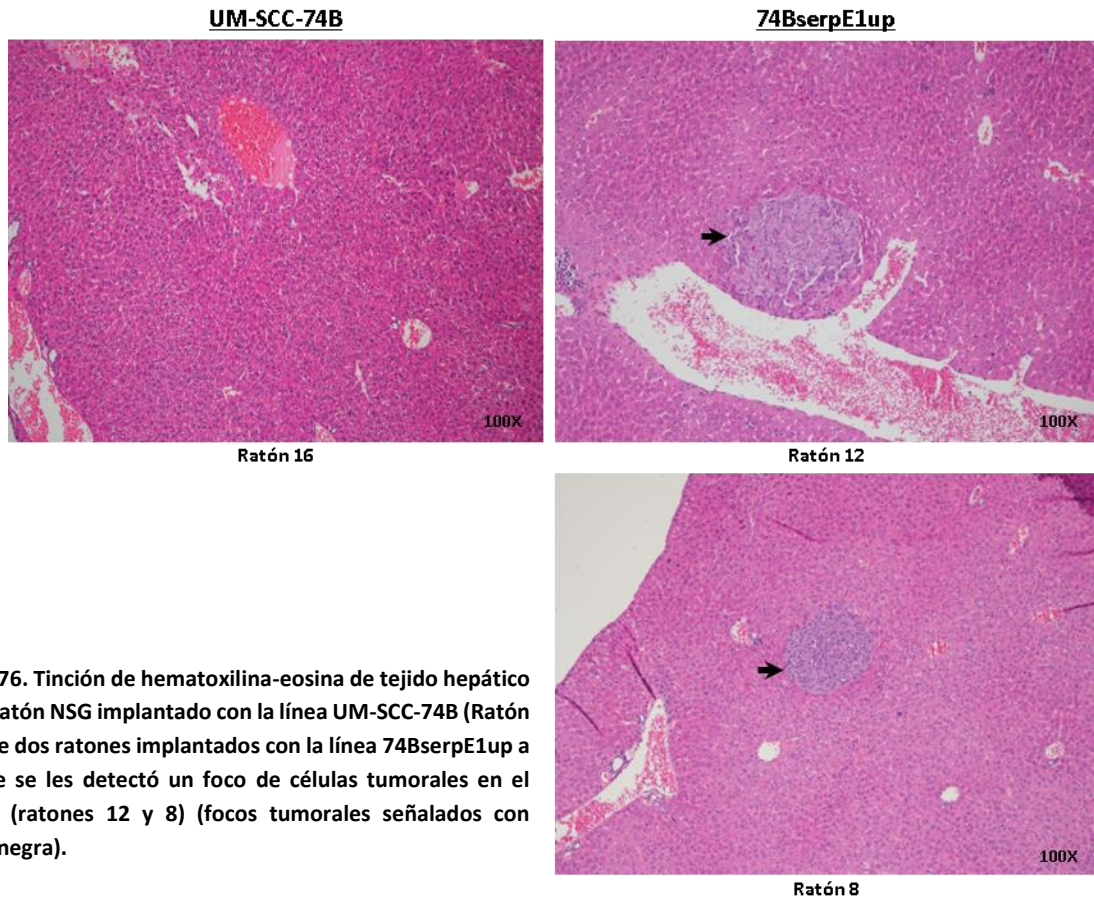 UM-SCC-74B
74BserpE1up
100X
100X
Ratón 16
Ratón 12
76. Tinción de hematoxilina-eosina de tejido hepático
atón NSG implantado con la línea UM-SCC-74B (Ratón
e dos ratones implantados con la línea 74BserpE1up a
e se les detectó un foco de células tumorales en el
(ratones 12 y 8) (focos tumorales señalados con
negra).
100X
Ratón 8